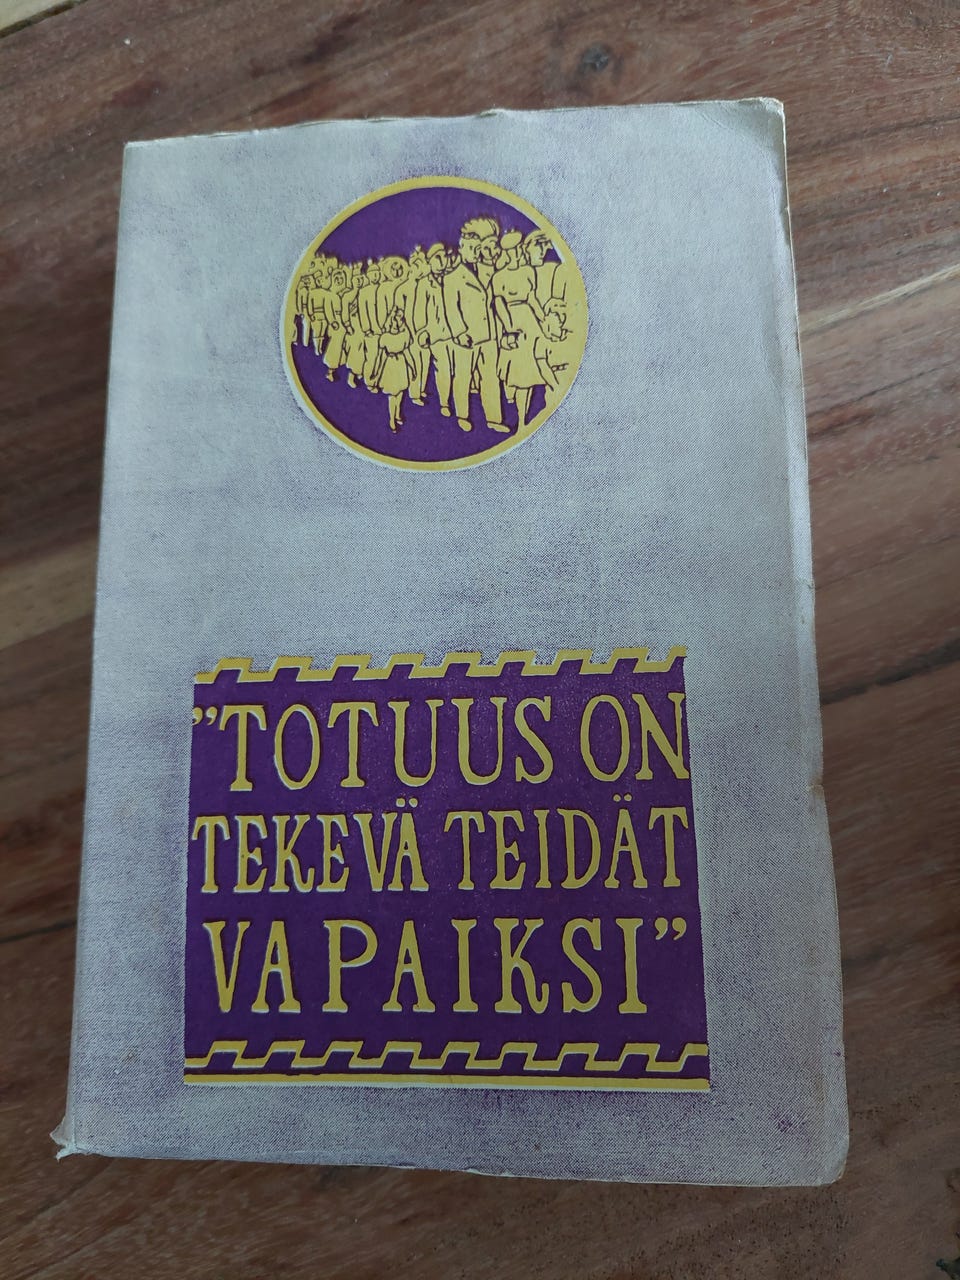 ”TOTUUS ON
TEKEVÄ TEIDÄT
VAPAIKSI”